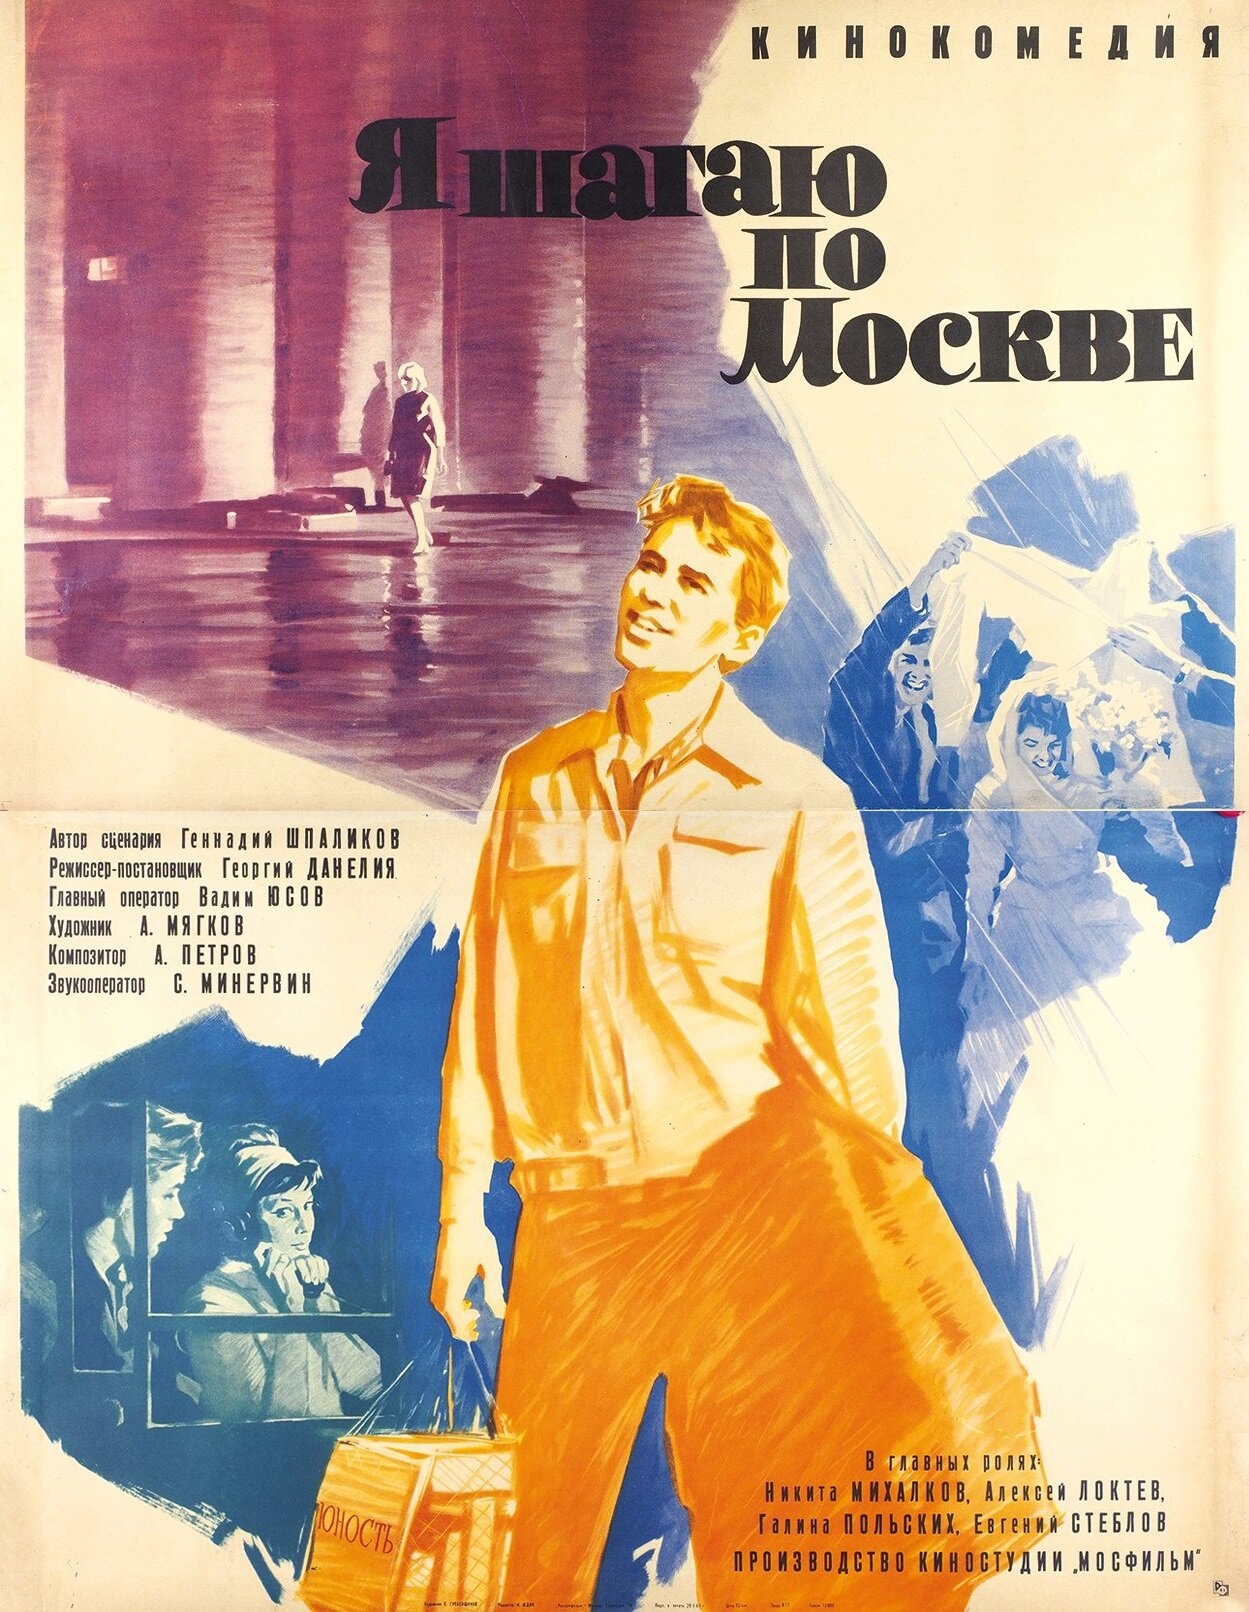 КИНОКОМЕДИЯ
Я шагаю
по
Москве
Автор сценария Геннадий ШПАЛИКОВ
Режиссер-постановщик Георгий ДАНЕЛИЯ
Главный оператор Вадим ЮСОВ
Художник А. МЯГКОВ
Композитор А. ПЕТРОВ
Звукооператор С. МИНЕРВИН
ЮНОСТЬ
В главных ролях:
Никита МИХАЛКОВ, Алексей ЛОКТЕВ,
Галина ПОЛЬСКИХ, Евгений СТЕБЛОВ
ПРОИЗВОДСТВО КИНОСТУДИИ „МОСФИЛЬМ"